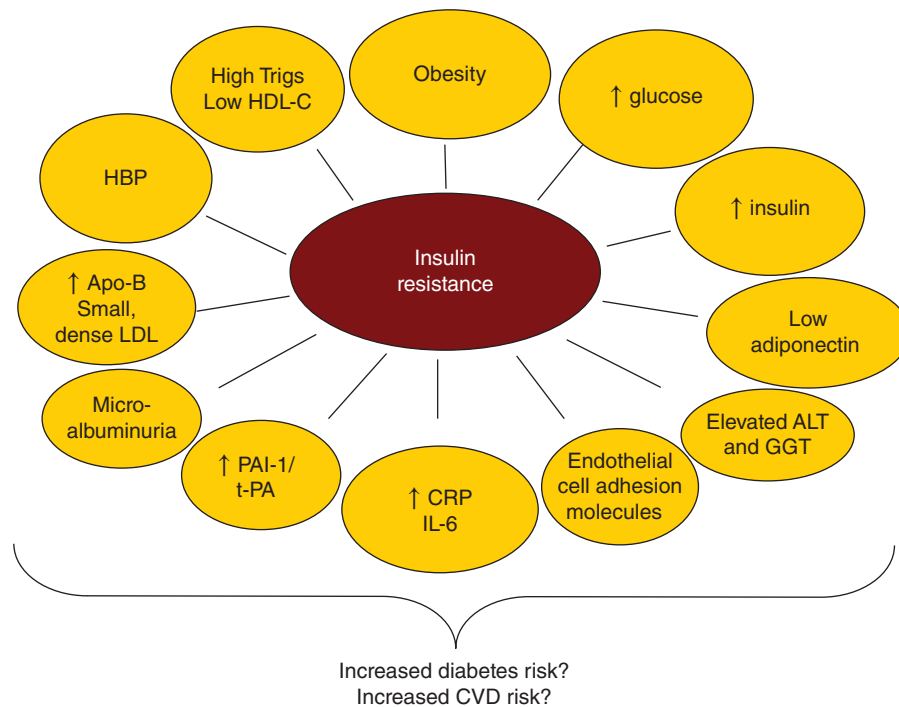 Obesity
High Trigs
Low HDL-C
↑ glucose
HBP
↑ insulin
Insulin
resistance
↑ Apo-B
Small,
dense LDL
Low
adiponectin
Micro-
albuminuria
Elevated ALT
and GGT
↑ PAI-1/
t-PA
↑ CRP
IL-6
Endothelial
cell adhesion
molecules
Increased diabetes risk?
Increased CVD risk?